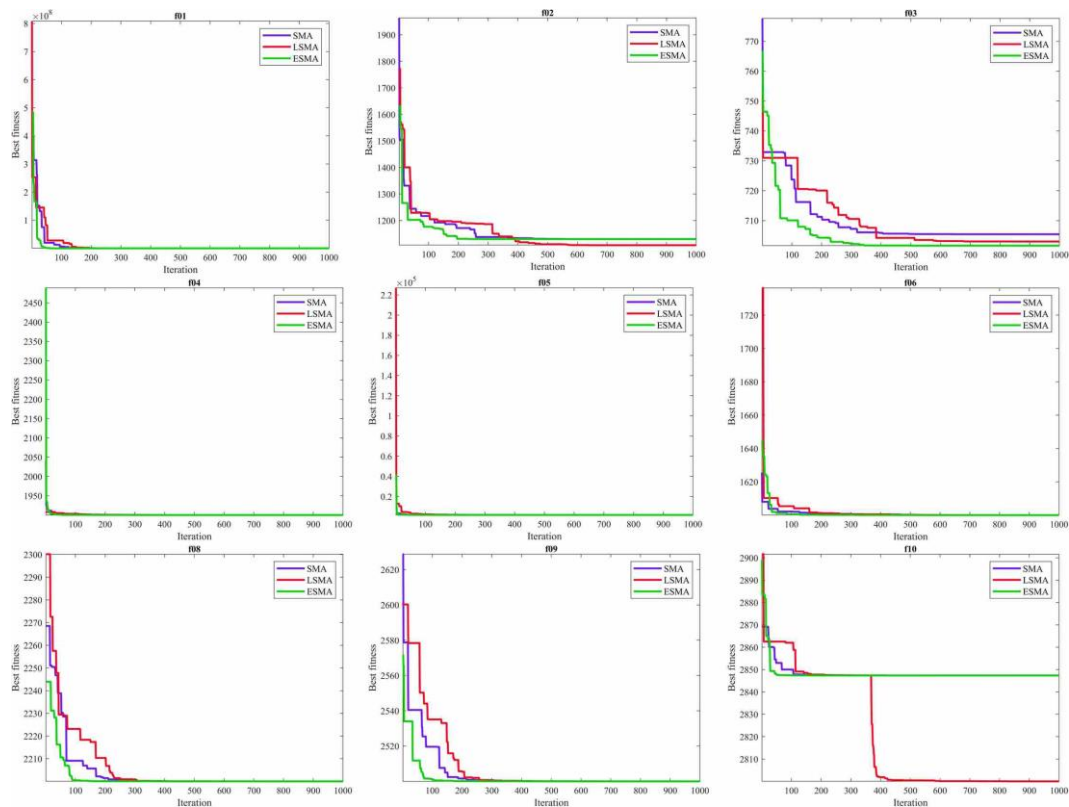 f01
×10⁸
8
7
6
5
4
3
2
1
Best fitness
SMA
LSMA
ESMA
100 200 300 400 500 600 700 800 900 1000
Iteration
f02
1900
1800
1700
1600
1500
1400
1300
1200
Best fitness
SMA
LSMA
ESMA
100 200 300 400 500 600 700 800 900 1000
Iteration
f03
770
760
750
740
730
720
710
Best fitness
SMA
LSMA
ESMA
100 200 300 400 500 600 700 800 900 1000
Iteration
f04
2450
2400
2350
2300
2250
2200
2150
2100
2050
2000
1950
Best fitness
SMA
LSMA
ESMA
100 200 300 400 500 600 700 800 900 1000
Iteration
f05
×10⁵
2.2
2
1.8
1.6
1.4
1.2
1
0.8
0.6
0.4
0.2
Best fitness
SMA
LSMA
ESMA
100 200 300 400 500 600 700 800 900 1000
Iteration
f06
1720
1700
1680
1660
1640
1620
Best fitness
SMA
LSMA
ESMA
100 200 300 400 500 600 700 800 900 1000
Iteration
f08
2300
2290
2280
2270
2260
2250
2240
2230
2220
2210
Best fitness
SMA
LSMA
ESMA
100 200 300 400 500 600 700 800 900 1000
Iteration
f09
2620
2600
2580
2560
2540
2520
Best fitness
SMA
LSMA
ESMA
100 200 300 400 500 600 700 800 900 1000
Iteration
f10
2900
2890
2880
2870
2860
2850
2840
2830
2820
2810
Best fitness
SMA
LSMA
ESMA
100 200 300 400 500 600 700 800 900 1000
Iteration